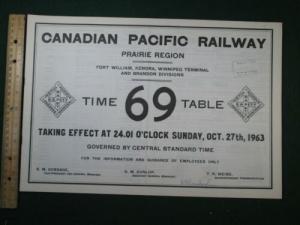 CANADIAN PACIFIC RAILWAY
PRAIRIE REGION
FORT WILLIAM, KENORA, WINNIPEG TERMINAL
AND BRANDON DIVISIONS
TIME 69 TABLE
TAKING EFFECT AT 24.01 O'CLOCK SUNDAY, OCT. 27th, 1963
GOVERNED BY CENTRAL STANDARD TIME
FOR THE INFORMATION AND GUIDANCE OF EMPLOYEES ONLY